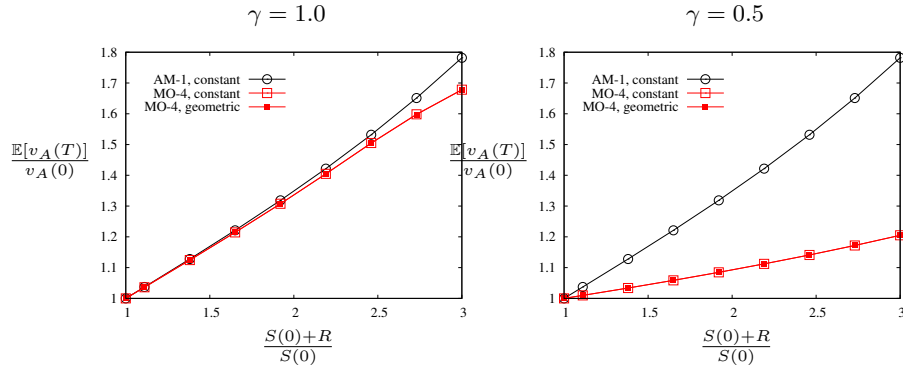 γ = 1.0
1.8
1.7
1.6
1.5
1.4
1.3
1.2
1.1
1
AM-1, constant
MO-4, constant
MO-4, geometric
𝔼[v_A(T)]
v_A(0)
1
1.5
2
2.5
3
S(0)+R
S(0)
γ = 0.5
1.8
1.7
1.6
1.5
1.4
1.3
1.2
1.1
1
AM-1, constant
MO-4, constant
MO-4, geometric
𝔼[v_A(T)]
v_A(0)
1
1.5
2
2.5
3
S(0)+R
S(0)